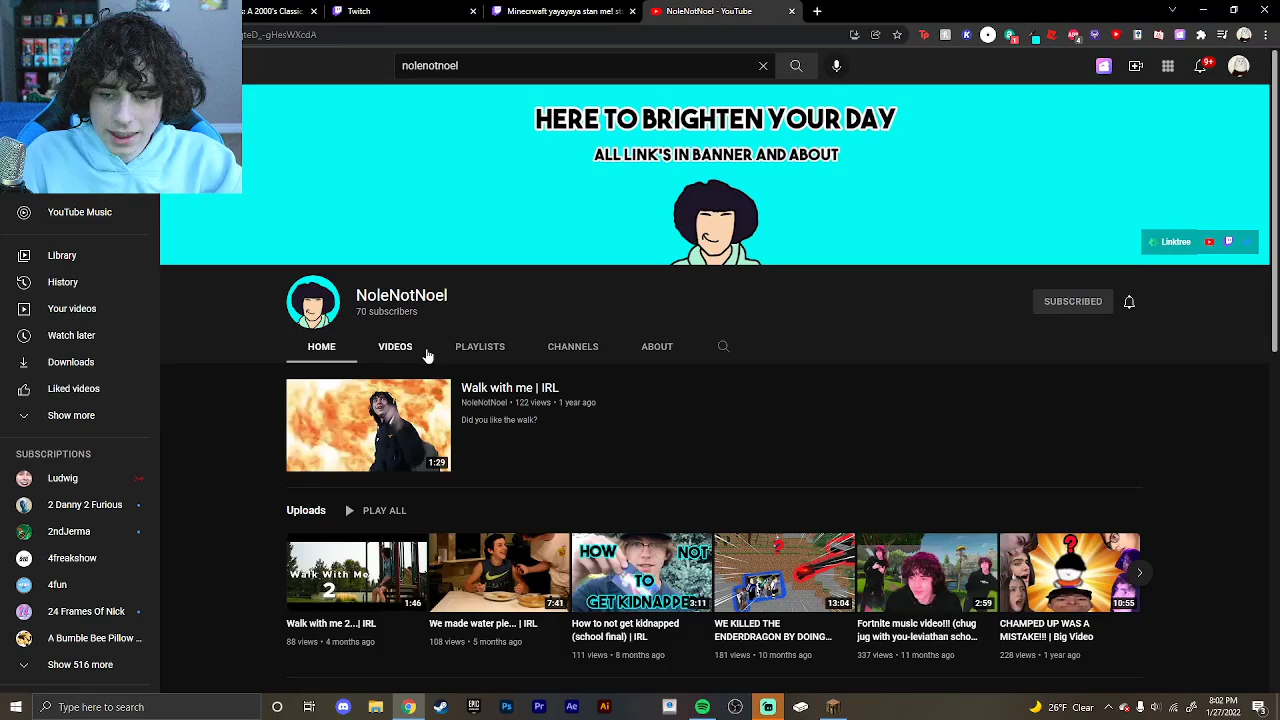 A 2000's Classic
Twitch
Minecrwaft yayayay me! st
NoleNotNoel - YouTube
teD_-gHesWXcdA
nolenotnoel
9+
HERE TO BRIGHTEN YOUR DAY
ALL LINK'S IN BANNER AND ABOUT
Linktree
YouTube Music
Library
History
Your videos
Watch later
Downloads
Liked videos
Show more
SUBSCRIPTIONS
Ludwig
2 Danny 2 Furious
2ndJerma
4freakshow
4fun
24 Frames Of Nick
A Bumble Bee Pillow ...
Show 516 more
NoleNotNoel
70 subscribers
SUBSCRIBED
HOME
VIDEOS
PLAYLISTS
CHANNELS
ABOUT
1:29
Walk with me | IRL
NoleNotNoel • 122 views • 1 year ago
Did you like the walk?
Uploads
PLAY ALL
Walk With Me
2
1:46
7:41
HOW NOT
TO
GET KIDNAPPED
3:11
?
13:04
2:59
?
10:55
Walk with me 2...| IRL
88 views • 4 months ago
We made water pie... | IRL
108 views • 5 months ago
How to not get kidnapped
(school final) | IRL
111 views • 8 months ago
WE KILLED THE
ENDERDRAGON BY DOING...
181 views • 10 months ago
Fortnite music video!!! (chug
jug with you-leviathan scho...
337 views • 11 months ago
CHAMPED UP WAS A
MISTAKE!!! | Big Video
228 views • 1 year ago
Type here to search
26°F Clear
8:02 PM
1/27/2022